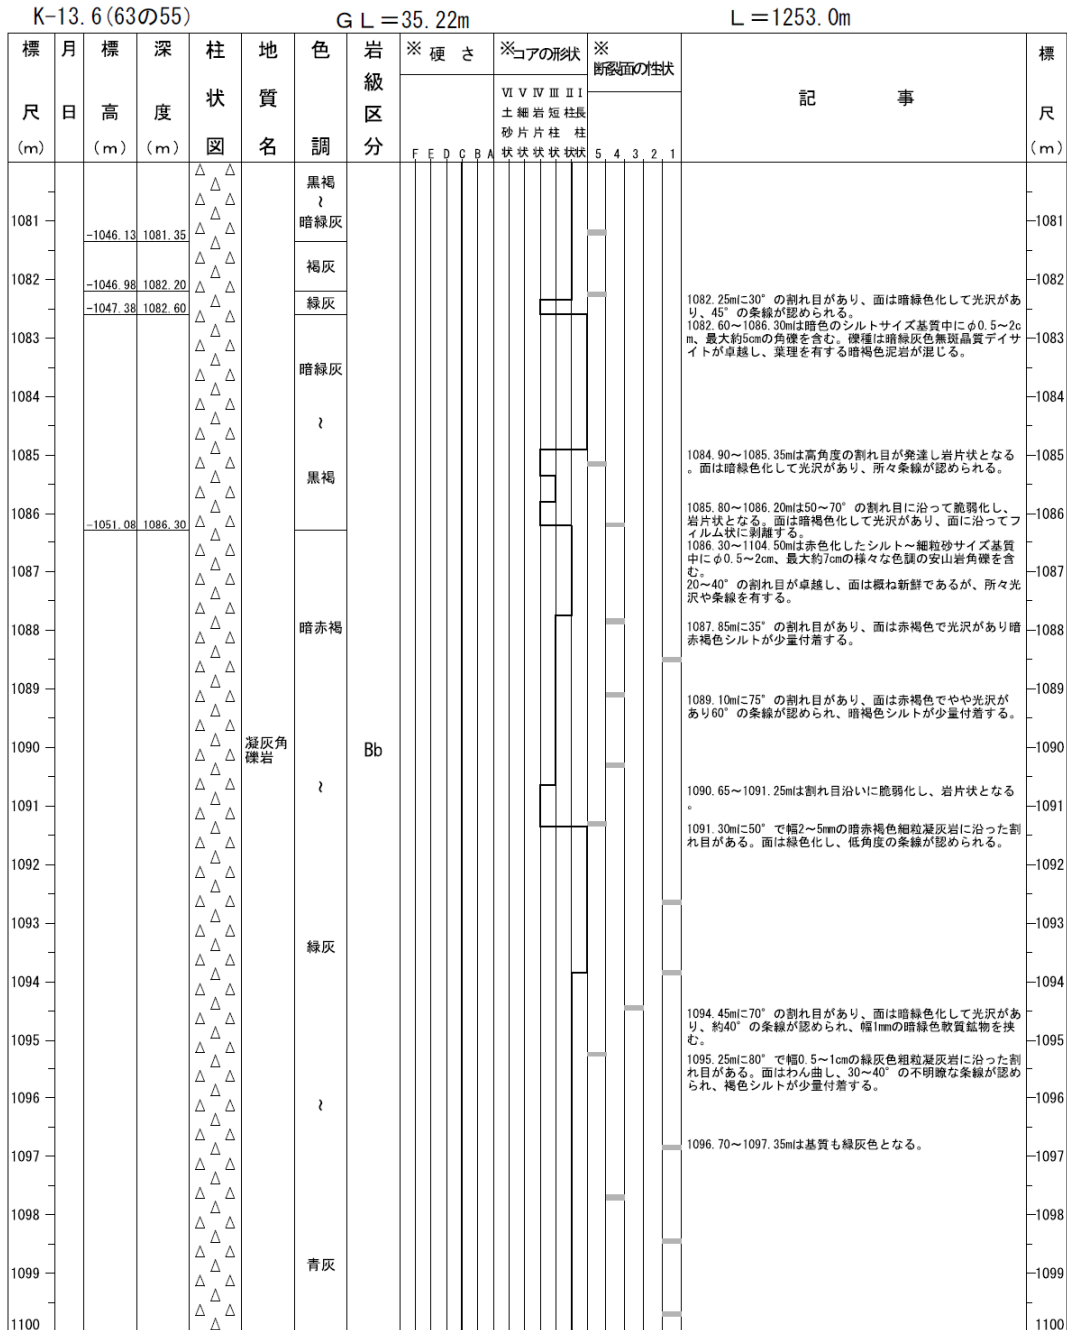 K-13.6(63の55)
GL=35.22m
L=1253.0m
標尺(m)
月日
標高(m)
深度(m)
柱状図
地質名
色調
岩級区分
※硬さ
F E D C B A
※コアの形状
Ⅵ Ⅴ Ⅳ Ⅲ Ⅱ Ⅰ
土砂状 細片状 岩片状 短柱状 柱状 長柱状
※断裂面の性状
5 4 3 2 1
記事
標尺(m)
黒褐
~
暗緑灰
1081
-1046.13 1081.35
1081
褐灰
1082
-1046.98 1082.20
1082
緑灰
-1047.38 1082.60
1082.25mに30°の割れ目があり、面は暗緑色化して光沢があ
り、45°の条線が認められる。
1083
1082.60~1086.30mは暗色のシルトサイズ基質中にφ0.5~2c
m、最大約5cmの角礫を含む。礫種は暗緑灰色無斑晶質デイサ
イトが卓越し、葉理を有する暗褐色泥岩が混じる。
1083
暗緑灰
1084
1084
~
1085
1084.90~1085.35mは高角度の割れ目が発達し岩片状となる
。面は暗緑色化して光沢があり、所々条線が認められる。
1085
黒褐
1086
-1051.08 1086.30
1085.80~1086.20mは50~70°の割れ目に沿って脆弱化し、
岩片状となる。面は暗褐色化して光沢があり、面に沿ってフ
ィルム状に剥離する。
1086
1086.30~1104.50mは赤色化したシルト~細粒砂サイズ基質
中にφ0.5~2cm、最大約7cmの様々な色調の安山岩角礫を含
む。
1087
1087
20~40°の割れ目が卓越し、面は概ね新鮮であるが、所々光
沢や条線を有する。
1088
暗赤褐
1087.85mに35°の割れ目があり、面は赤褐色で光沢があり暗
赤褐色シルトが少量付着する。
1088
1089
1089.10mに75°の割れ目があり、面は赤褐色でやや光沢が
あり60°の条線が認められ、暗褐色シルトが少量付着する。
1089
1090
凝灰角
礫岩
Bb
1090
~
1090.65~1091.25mは割れ目沿いに脆弱化し、岩片状となる
。
1091
1091
1091.30mに50°で幅2~5mmの暗赤褐色細粒凝灰岩に沿った割
れ目がある。面は緑色化し、低角度の条線が認められる。
1092
1092
1093
1093
緑灰
1094
1094
1094.45mに70°の割れ目があり、面は暗緑色化して光沢があ
り、約40°の条線が認められ、幅1mmの暗緑色軟質鉱物を挟
む。
1095
1095
1095.25mに80°で幅0.5~1cmの緑灰色粗粒凝灰岩に沿った割
れ目がある。面はわん曲し、30~40°の不明瞭な条線が認め
られ、褐色シルトが少量付着する。
1096
~
1096
1096.70~1097.35mは基質も緑灰色となる。
1097
1097
1098
1098
青灰
1099
1099
1100
1100